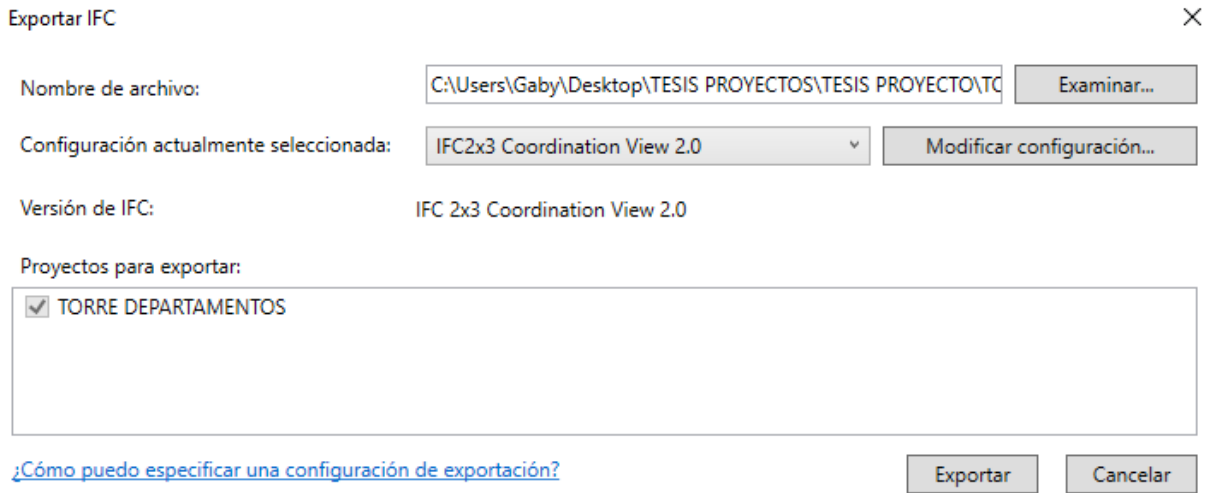 Exportar IFC
Nombre de archivo: C:\Users\Gaby\Desktop\TESIS PROYECTOS\TESIS PROYECTO\TO Examinar...
Configuración actualmente seleccionada: IFC2x3 Coordination View 2.0 Modificar configuración...
Versión de IFC: IFC 2x3 Coordination View 2.0
Proyectos para exportar:
TORRE DEPARTAMENTOS
¿Cómo puedo especificar una configuración de exportación? Exportar Cancelar